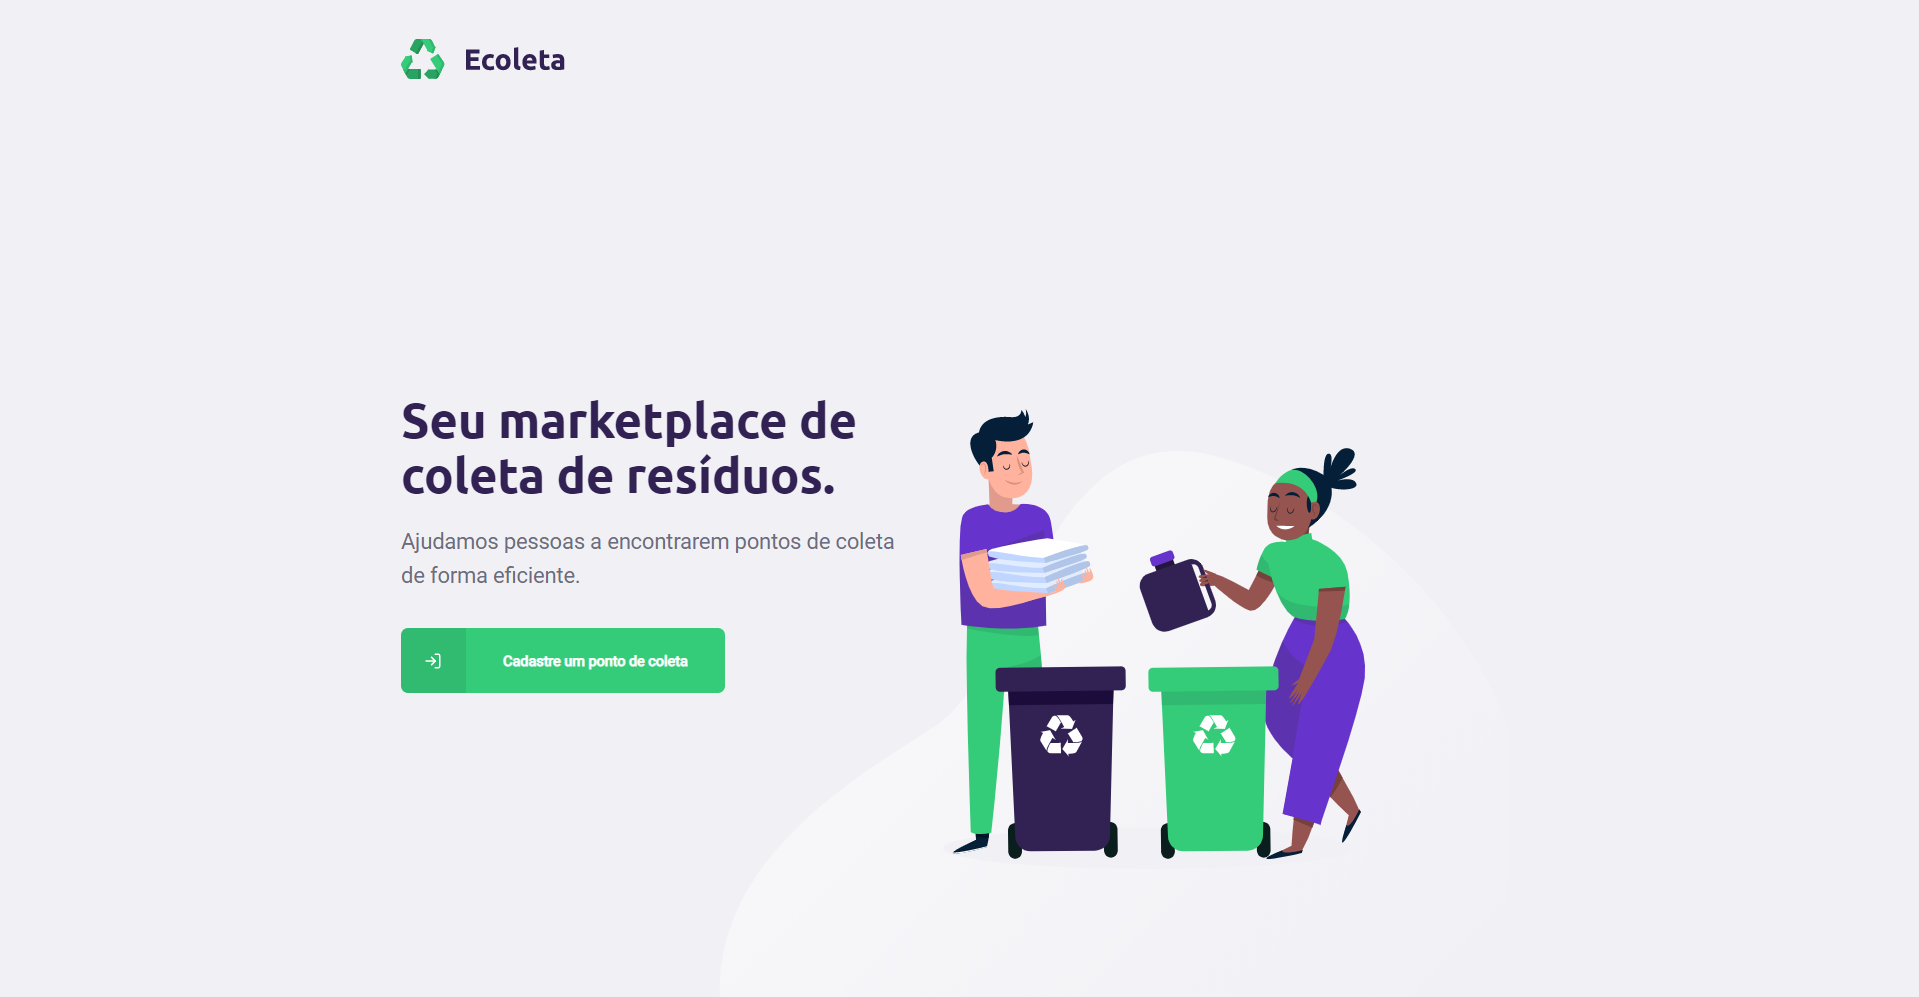 Ecoleta
Seu marketplace de
coleta de resíduos.
Ajudamos pessoas a encontrarem pontos de coleta
de forma eficiente.
Cadastre um ponto de coleta